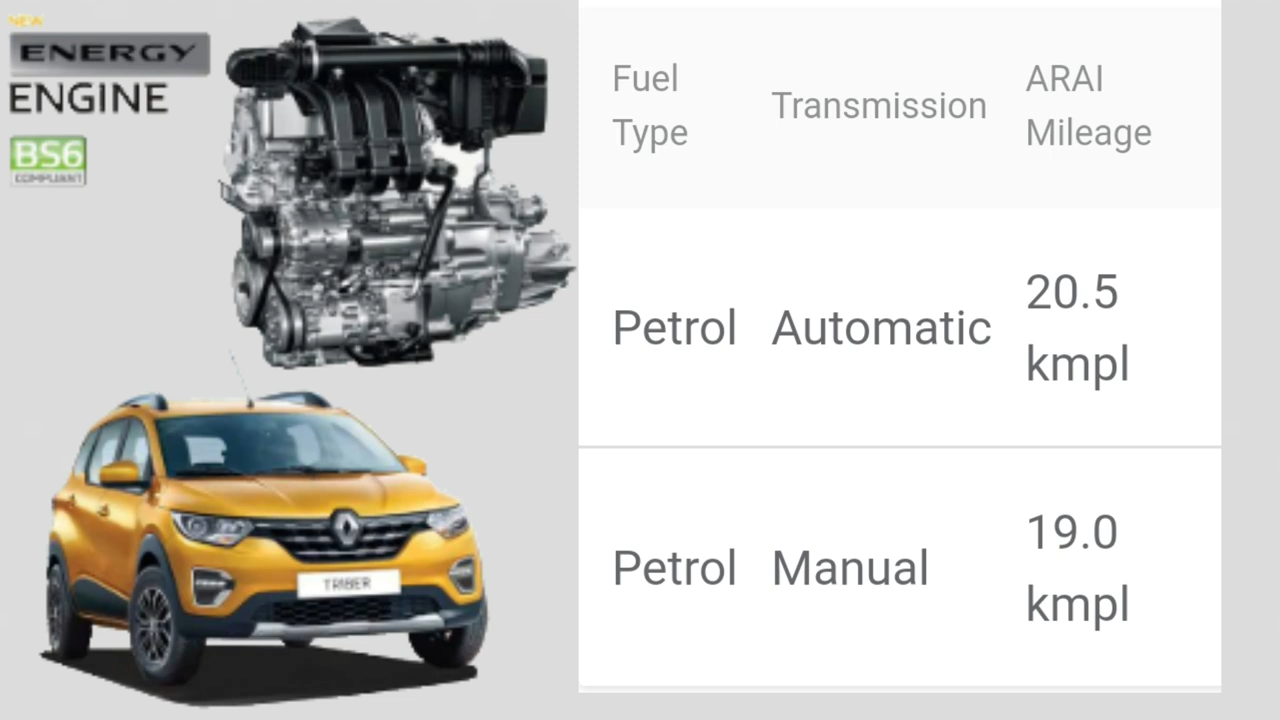 NEW
ENERGY
ENGINE
BS6
COMPLIANT
TRIBER
Fuel
Type
Transmission
ARAI
Mileage
Petrol
Automatic
20.5
kmpl
Petrol
Manual
19.0
kmpl